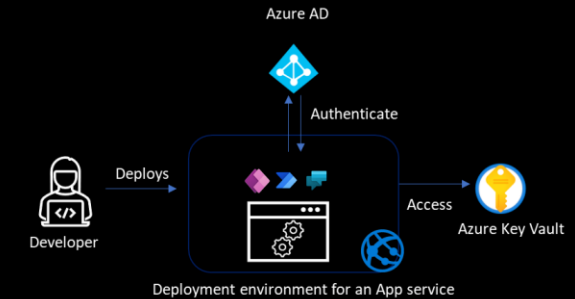 Azure AD
Authenticate
Deploys
</>
Developer
Access
Azure Key Vault
Deployment environment for an App service